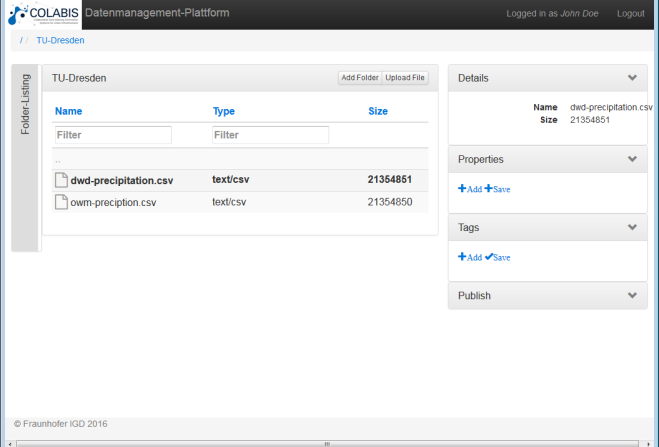 COLABIS Datenmanagement-Plattform Logged in as John Doe Logout
/ / TU-Dresden
Folder-Listing
TU-Dresden Add Folder Upload File
Name Type Size
Filter Filter
..
dwd-precipitation.csv text/csv 21354851
owm-preciption.csv text/csv 21354850
Details
Name dwd-precipitation.csv
Size 21354851
Properties
Add Save
Tags
Add Save
Publish
© Fraunhofer IGD 2016